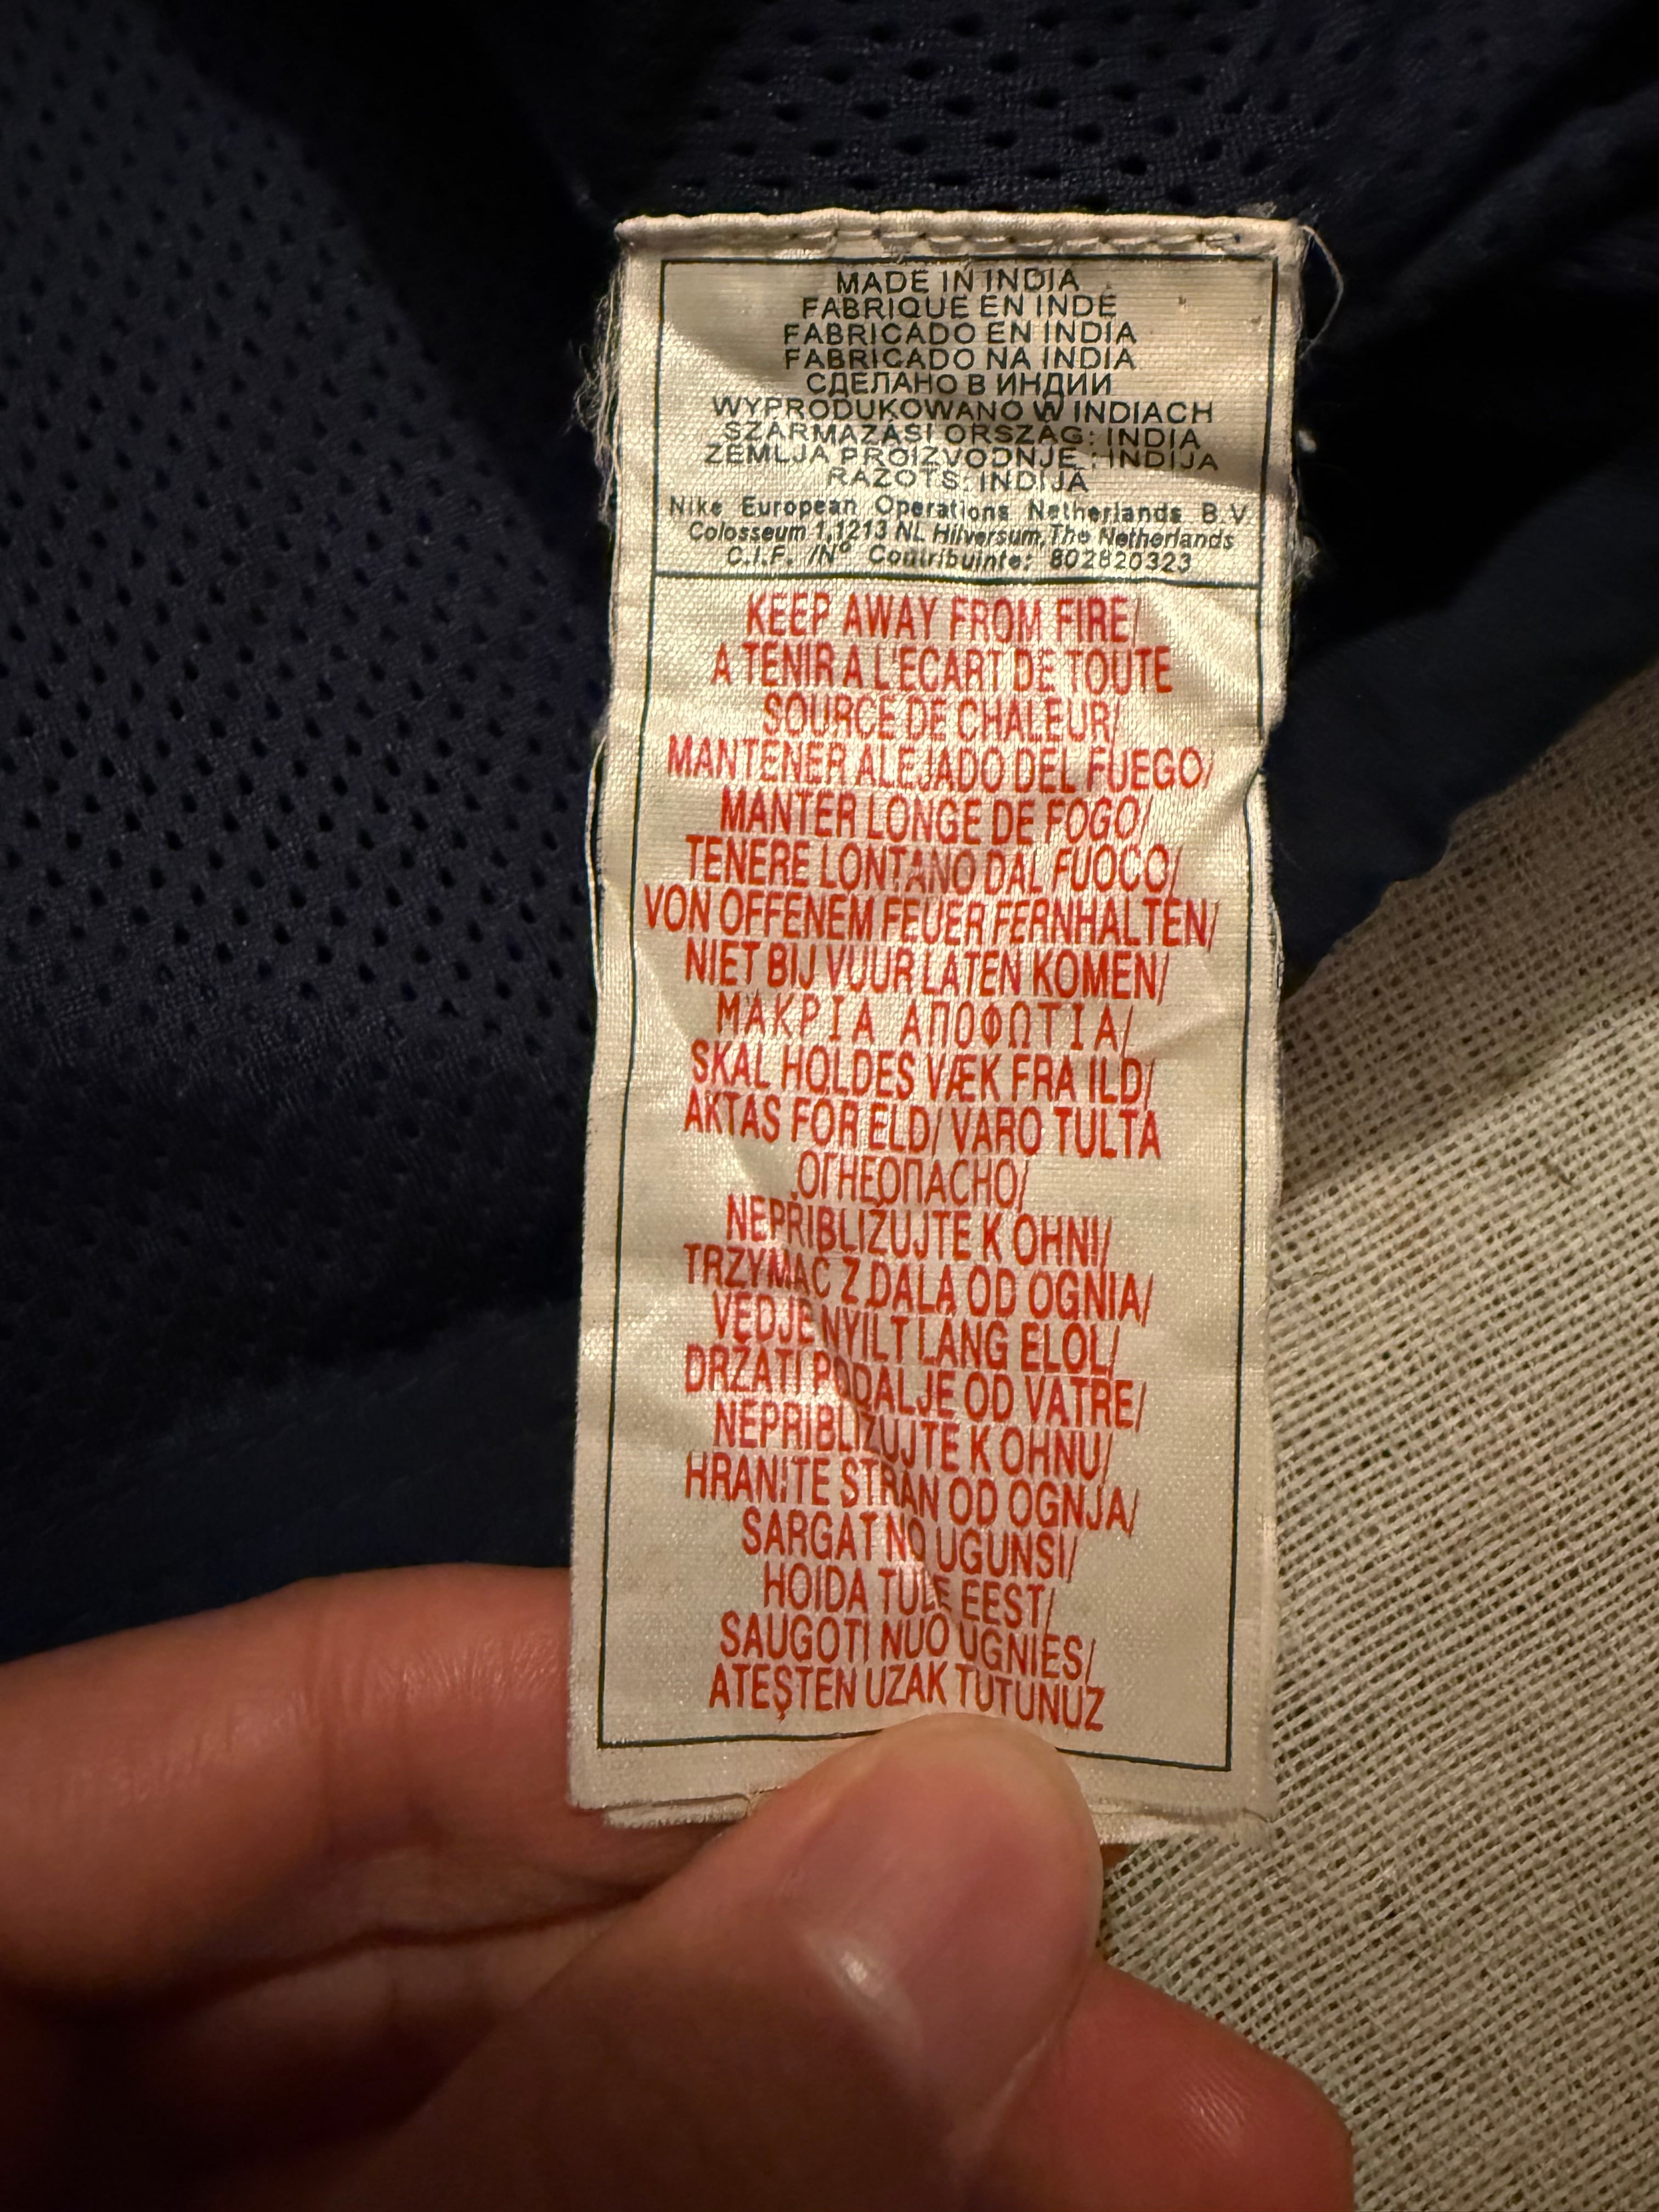 MADE IN INDIA
FABRIQUE EN INDE
FABRICADO EN INDIA
FABRICADO NA INDIA
СДЕЛАНО В ИНДИИ
WYPRODUKOWANO W INDIACH
SZARMAZASI ORSZAG: INDIA
ZEMLJA PROIZVODNJE : INDIJA
RAZOTS: INDIJA
Nike European Operations Netherlands B.V.
Colosseum 1,1213 NL Hilversum,The Netherlands
C.I.F. /Nº Contribuinte: 802820323
KEEP AWAY FROM FIRE/
A TENIR A L'ECART DE TOUTE
SOURCE DE CHALEUR/
MANTENER ALEJADO DEL FUEGO/
MANTER LONGE DE FOGO/
TENERE LONTANO DAL FUOCO/
VON OFFENEM FEUER FERNHALTEN/
NIET BIJ VUUR LATEN KOMEN/
ΜΑΚΡΙΑ ΑΠΟΦΩΤΙΑ/
SKAL HOLDES VÆK FRA ILD/
AKTAS FOR ELD/ VARO TULTA
ОГНЕОПАСНО/
NEPRIBLIŽUJTE K OHNI/
TRZYMAC Z DALA OD OGNIA/
VEDJE NYILT LANG ELOL/
DRŽATI PODALJE OD VATRE/
NEPRIBLIZUJTE K OHNU/
HRANITE STRAN OD OGNJA/
SARGAT NO UGUNSI/
HOIDA TULE EEST/
SAUGOTI NUO UGNIES/
ATEŞTEN UZAK TUTUNUZ